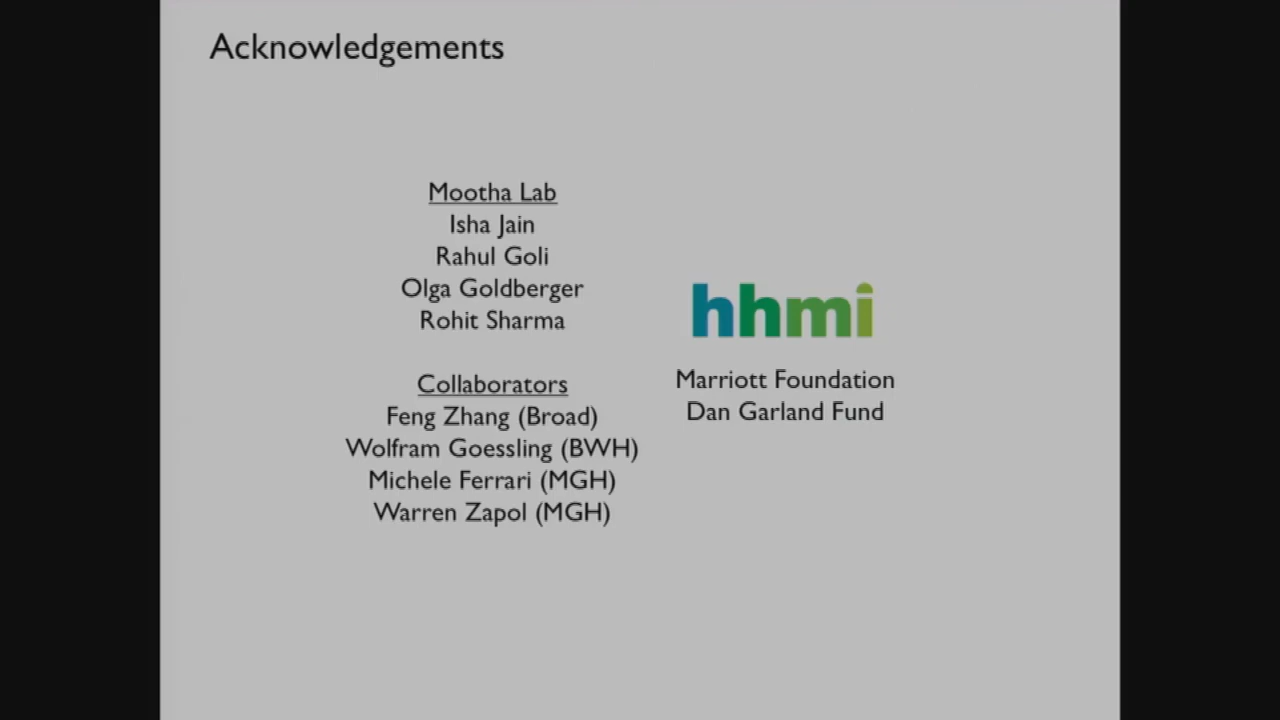 Acknowledgements
Mootha Lab
Isha Jain
Rahul Goli
Olga Goldberger
Rohit Sharma
Collaborators
Feng Zhang (Broad)
Wolfram Goessling (BWH)
Michele Ferrari (MGH)
Warren Zapol (MGH)
hhmi
Marriott Foundation
Dan Garland Fund